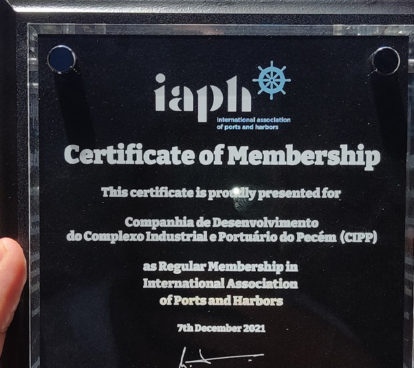 iaph
international association
of ports and harbors
Certificate of Membership
This certificate is proudly presented for
Companhia de Desenvolvimento
do Complexo Industrial e Portuário do Pecém (CIPP)
as Regular Membership in
International Association
of Ports and Harbors
7th December 2021